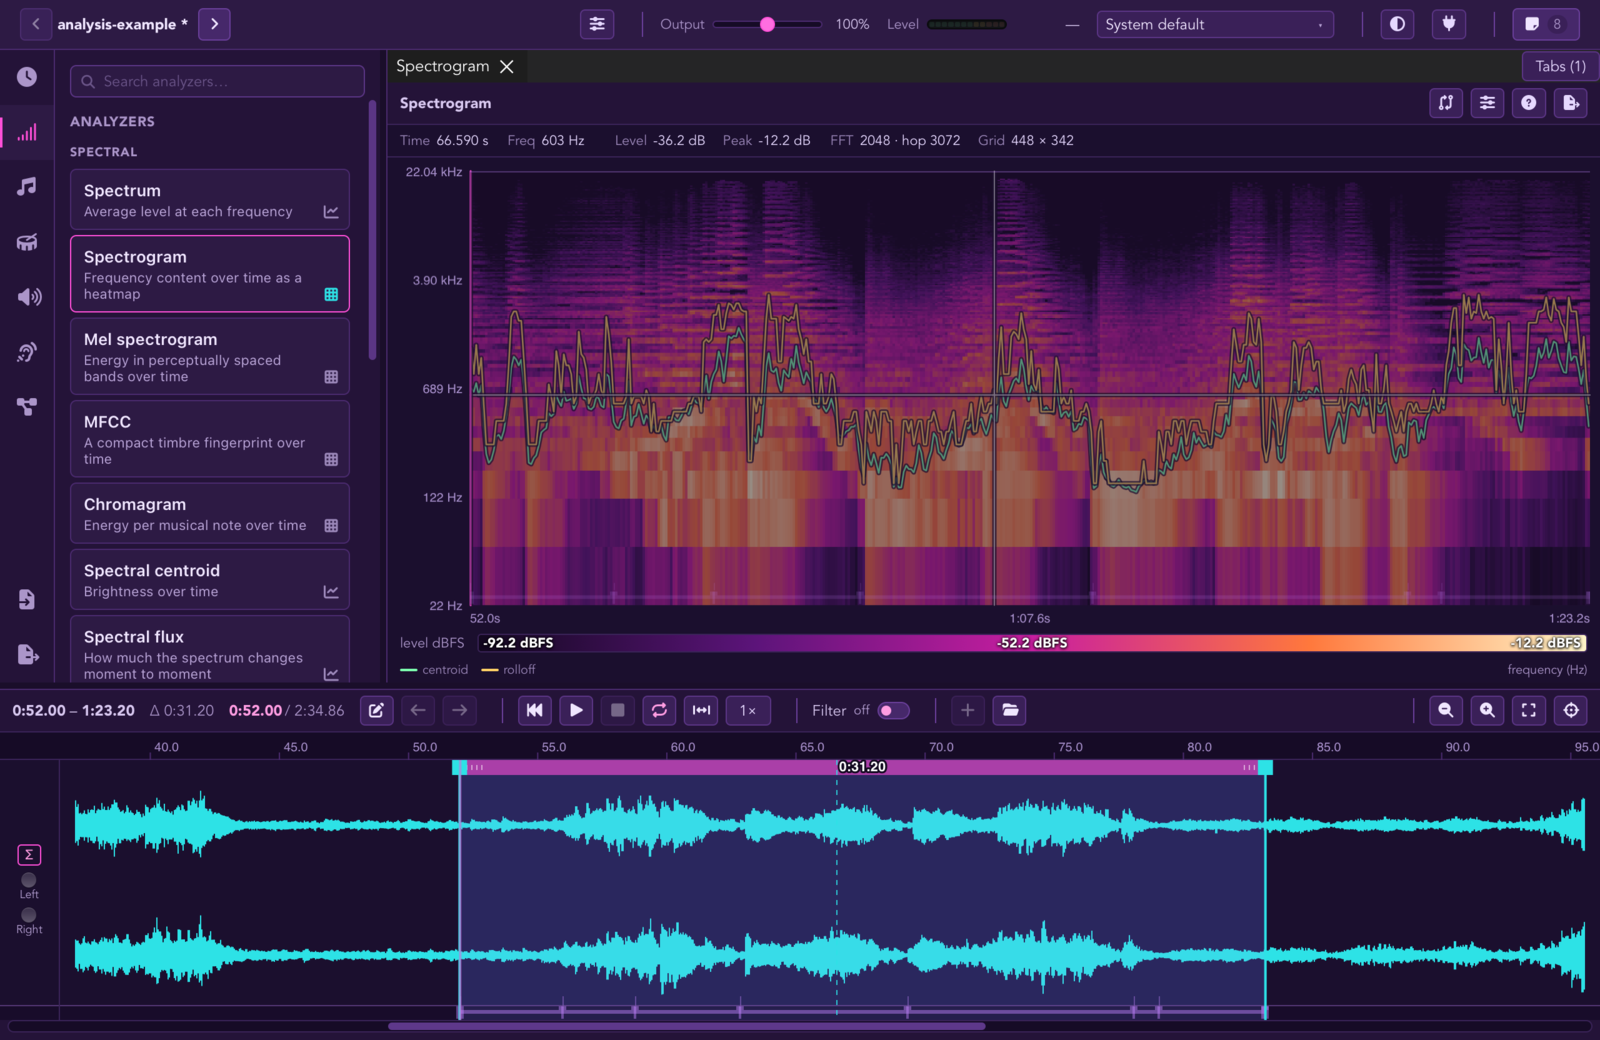 analysis-example *
Output
100%
Level
—
System default
8
Search analyzers…
ANALYZERS
SPECTRAL
Spectrum
Average level at each frequency
Spectrogram
Frequency content over time as a
heatmap
Mel spectrogram
Energy in perceptually spaced
bands over time
MFCC
A compact timbre fingerprint over
time
Chromagram
Energy per musical note over time
Spectral centroid
Brightness over time
Spectral flux
How much the spectrum changes
moment to moment
Spectrogram
Tabs (1)
Spectrogram
Time 66.590 s Freq 603 Hz Level -36.2 dB Peak -12.2 dB FFT 2048 · hop 3072 Grid 448 × 342
22.04 kHz
3.90 kHz
689 Hz
122 Hz
22 Hz
52.0s 1:07.6s 1:23.2s
level dBFS -92.2 dBFS -52.2 dBFS -12.2 dBFS
centroid rolloff frequency (Hz)
0:52.00 – 1:23.20 Δ 0:31.20 0:52.00 / 2:34.86 1× Filter off
40.0 45.0 50.0 55.0 60.0 65.0 70.0 75.0 80.0 85.0 90.0 95.0
0:31.20
Σ
Left
Right